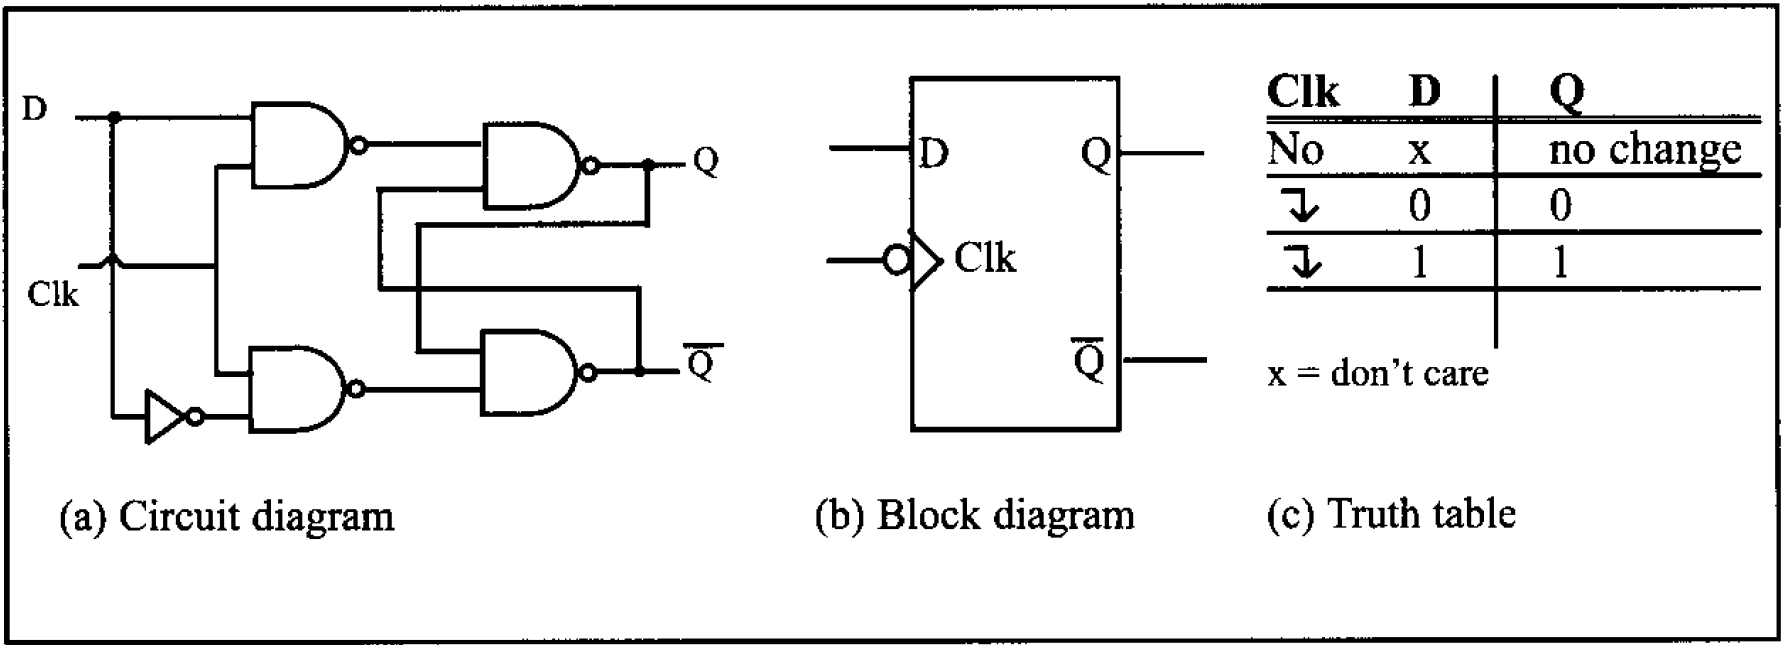 D
Q
Clk
Q̅
(a) Circuit diagram
D Q
Clk
Q̅
(b) Block diagram
Clk D Q
No x no change
↴ 0 0
↴ 1 1
x = don't care
(c) Truth table